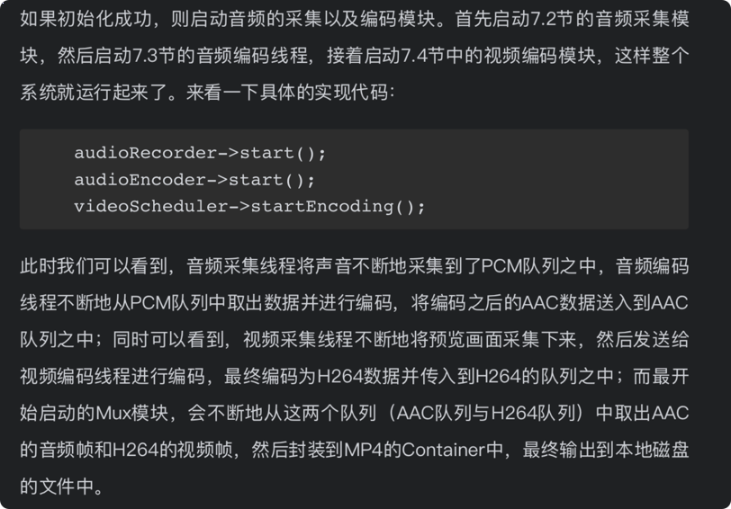 如果初始化成功，则启动音频的采集以及编码模块。首先启动7.2节的音频采集模
块，然后启动7.3节的音频编码线程，接着启动7.4节中的视频编码模块，这样整个
系统就运行起来了。来看一下具体的实现代码：
audioRecorder->start();
audioEncoder->start();
videoScheduler->startEncoding();
此时我们可以看到，音频采集线程将声音不断地采集到了PCM队列之中，音频编码
线程不断地从PCM队列中取出数据并进行编码，将编码之后的AAC数据送入到AAC
队列之中；同时可以看到，视频采集线程不断地将预览画面采集下来，然后发送给
视频编码线程进行编码，最终编码为H264数据并传入到H264的队列之中；而最开
始启动的Mux模块，会不断地从这两个队列（AAC队列与H264队列）中取出AAC
的音频帧和H264的视频帧，然后封装到MP4的Container中，最终输出到本地磁盘
的文件中。